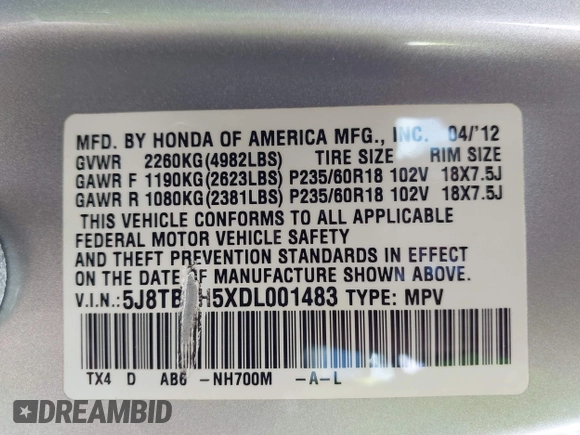 MFD. BY HONDA OF AMERICA MFG., INC. 04/'12
GVWR 2260KG(4982LBS) TIRE SIZE RIM SIZE
GAWR F 1190KG(2623LBS) P235/60R18 102V 18X7.5J
GAWR R 1080KG(2381LBS) P235/60R18 102V 18X7.5J
THIS VEHICLE CONFORMS TO ALL APPLICABLE
FEDERAL MOTOR VEHICLE SAFETY
AND THEFT PREVENTION STANDARDS IN EFFECT
ON THE DATE OF MANUFACTURE SHOWN ABOVE.
V.I.N.: TYPE: MPV
TX4 D AB6 -NH700M -A-L
DREAMBID